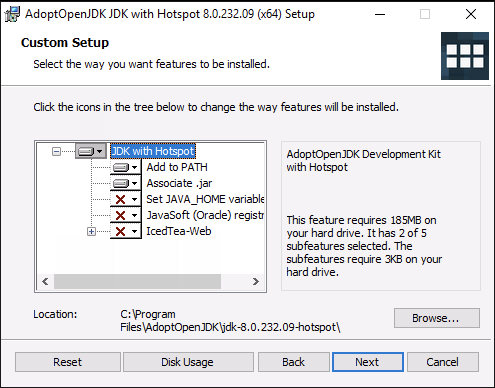 AdoptOpenJDK JDK with Hotspot 8.0.232.09 (x64) Setup
Custom Setup
Select the way you want features to be installed.
Click the icons in the tree below to change the way features will be installed.
JDK with Hotspot
Add to PATH
Associate .jar
Set JAVA_HOME variable
JavaSoft (Oracle) registr
IcedTea-Web
AdoptOpenJDK Development Kit
with Hotspot
This feature requires 185MB on
your hard drive. It has 2 of 5
subfeatures selected. The
subfeatures require 3KB on your
hard drive.
Location:
C:\Program
Files\AdoptOpenJDK\jdk-8.0.232.09-hotspot\
Browse...
Reset
Disk Usage
Back
Next
Cancel